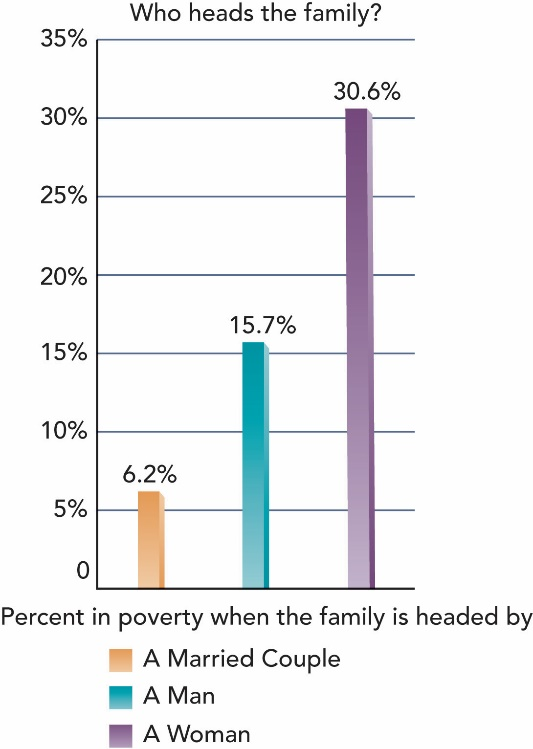 Who heads the family?
35%
30.6%
30%
25%
20%
15.7%
15%
10%
6.2%
5%
0
Percent in poverty when the family is headed by
A Married Couple
A Man
A Woman